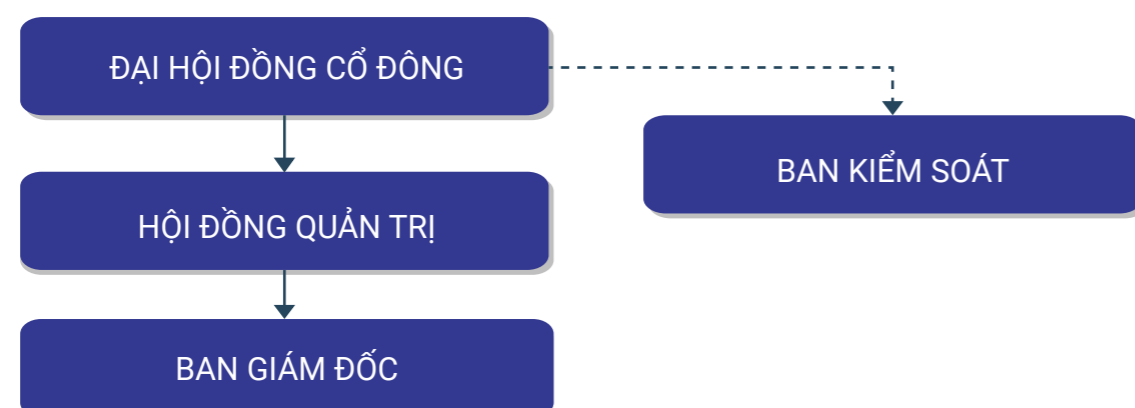 ĐẠI HỘI ĐỒNG CỔ ĐÔNG
BAN KIỂM SOÁT
HỘI ĐỒNG QUẢN TRỊ
BAN GIÁM ĐỐC